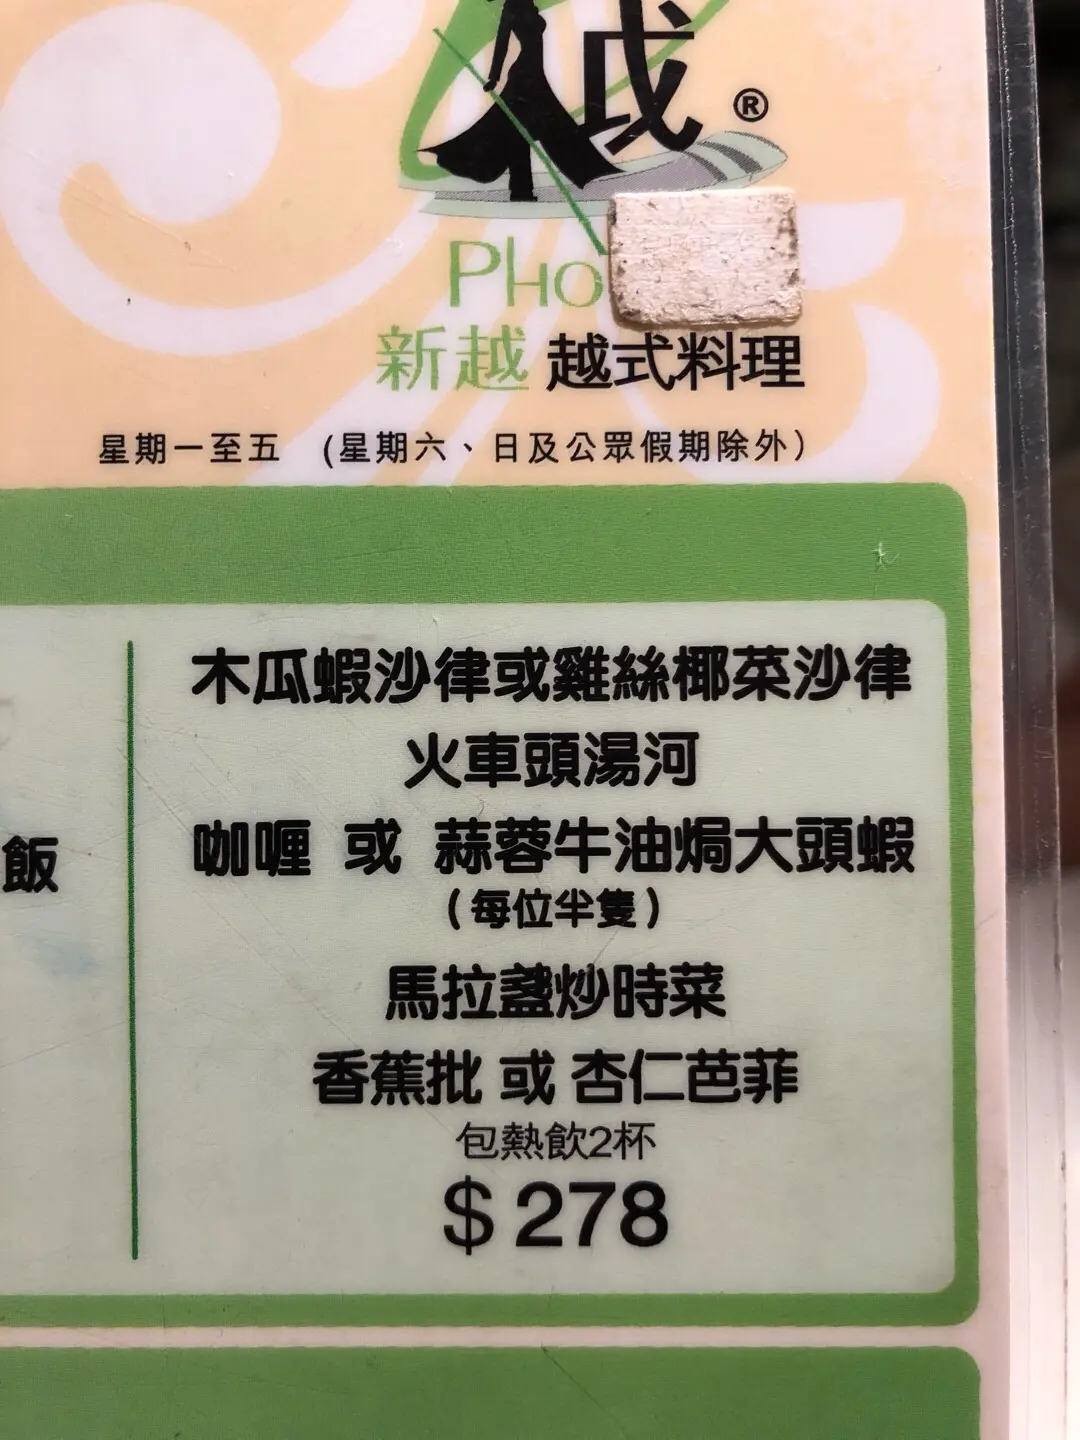 越
®
Pho
新越 越式料理
星期一至五 (星期六、日及公眾假期除外)
木瓜蝦沙律或雞絲椰菜沙律
火車頭湯河
飯
咖喱 或 蒜蓉牛油焗大頭蝦
(每位半隻)
馬拉盞炒時菜
香蕉批 或 杏仁芭菲
包熱飲2杯
$278